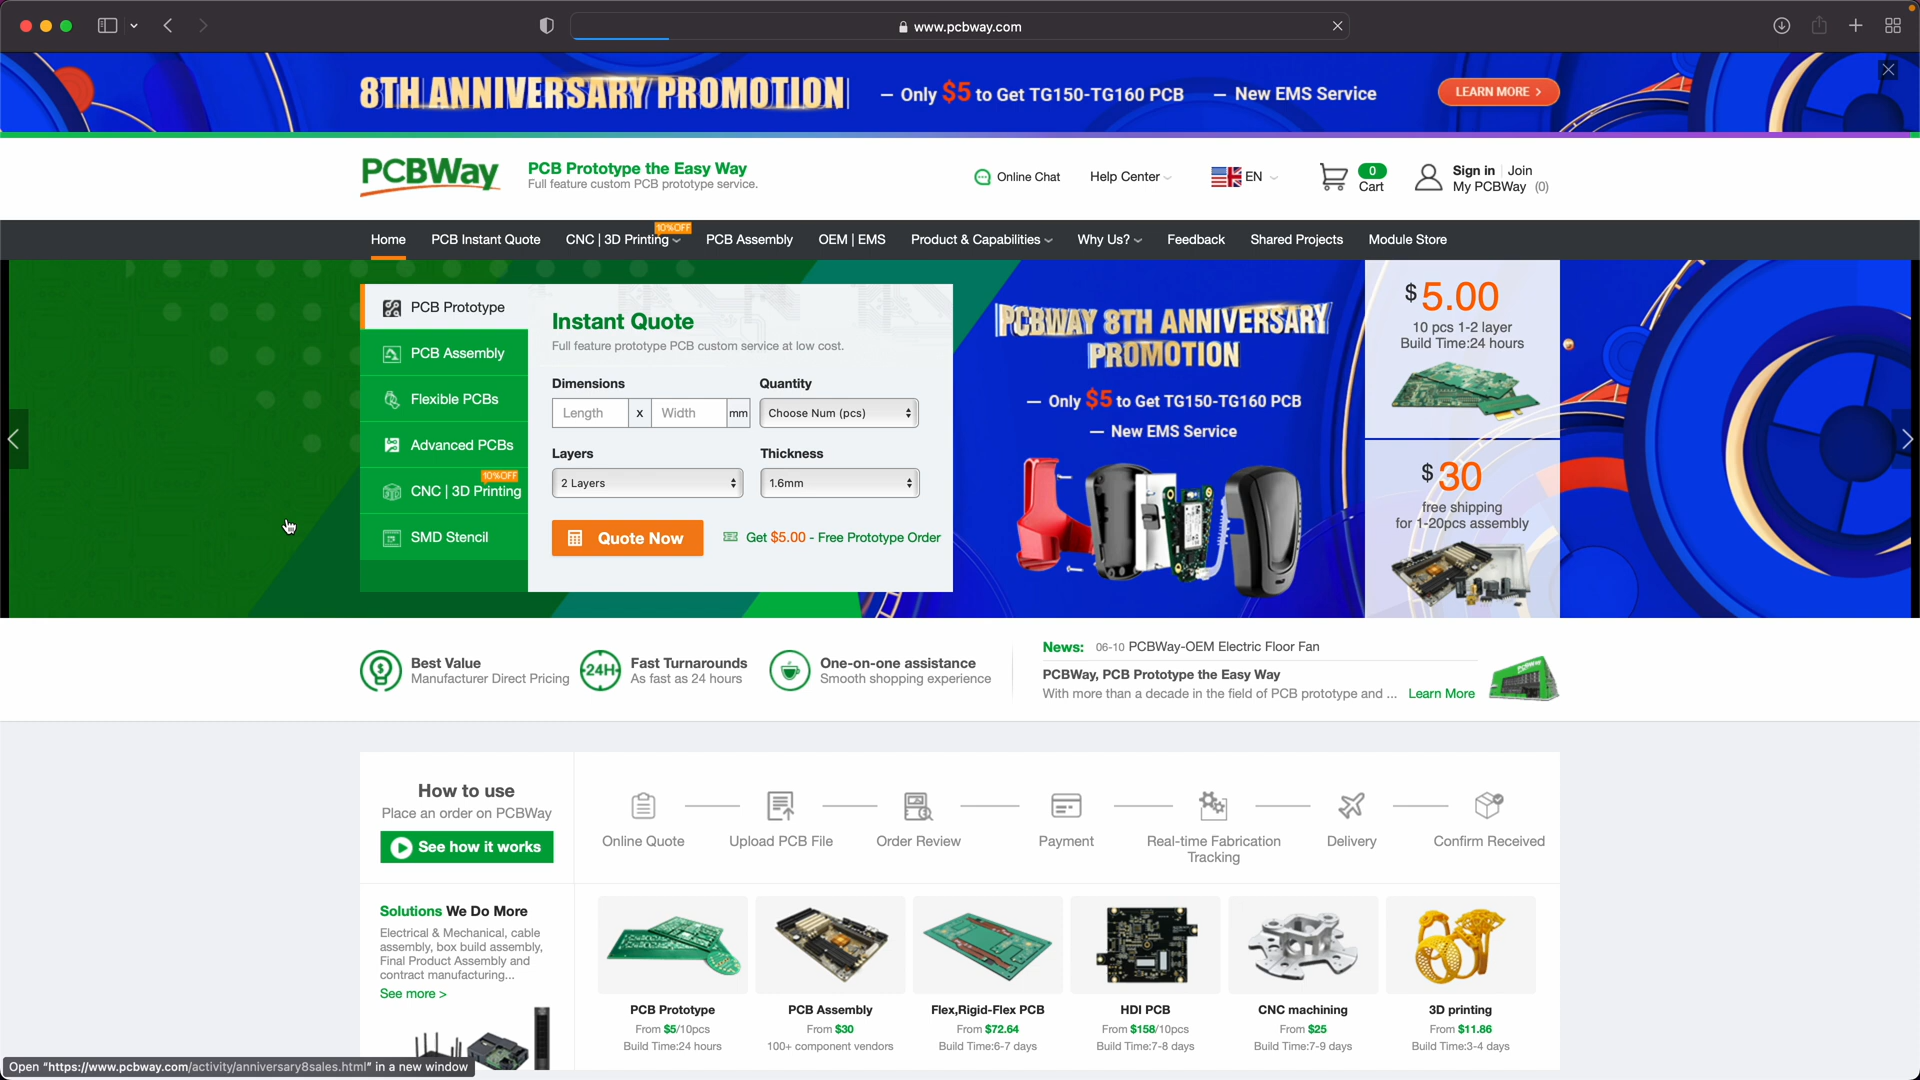 www.pcbway.com
8TH ANNIVERSARY PROMOTION
– Only $5 to Get TG150-TG160 PCB
– New EMS Service
LEARN MORE >
PCBWay
PCB Prototype the Easy Way
Full feature custom PCB prototype service.
Online Chat
Help Center
EN
0
Cart
Sign in | Join
My PCBWay (0)
10%OFF
Home
PCB Instant Quote
CNC | 3D Printing
PCB Assembly
OEM | EMS
Product & Capabilities
Why Us?
Feedback
Shared Projects
Module Store
PCB Prototype
PCB Assembly
Flexible PCBs
Advanced PCBs
10%OFF
CNC | 3D Printing
SMD Stencil
Instant Quote
Full feature prototype PCB custom service at low cost.
Dimensions
Quantity
Length x Width mm
Choose Num (pcs)
Layers
Thickness
2 Layers
1.6mm
Quote Now
Get $5.00 - Free Prototype Order
PCBWAY 8TH ANNIVERSARY
PROMOTION
– Only $5 to Get TG150-TG160 PCB
– New EMS Service
$5.00
10 pcs 1-2 layer
Build Time:24 hours
$30
free shipping
for 1-20pcs assembly
Best Value
Manufacturer Direct Pricing
24H
Fast Turnarounds
As fast as 24 hours
One-on-one assistance
Smooth shopping experience
News: 06-10 PCBWay-OEM Electric Floor Fan
PCBWay, PCB Prototype the Easy Way
With more than a decade in the field of PCB prototype and ... Learn More
How to use
Place an order on PCBWay
See how it works
Online Quote
Upload PCB File
Order Review
Payment
Real-time Fabrication
Tracking
Delivery
Confirm Received
Solutions We Do More
Electrical & Mechanical, cable
assembly, box build assembly,
Final Product Assembly and
contract manufacturing...
See more >
PCB Prototype
From $5/10pcs
Build Time:24 hours
PCB Assembly
From $30
100+ component vendors
Flex,Rigid-Flex PCB
From $72.64
Build Time:6-7 days
HDI PCB
From $158/10pcs
Build Time:7-8 days
CNC machining
From $25
Build Time:7-9 days
3D printing
From $11.86
Build Time:3-4 days
Open "https://www.pcbway.com/activity/anniversary8sales.html" in a new window